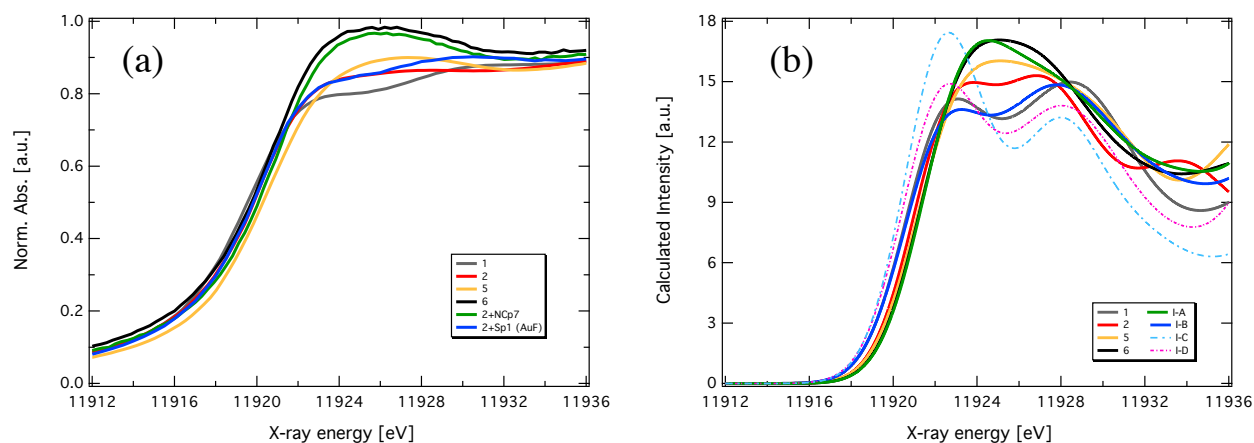 (a)
Norm. Abs. [a.u.]
1.0
0.8
0.6
0.4
0.2
0.0
11912
11916
11920
11924
11928
11932
11936
X-ray energy [eV]
1
2
5
6
2+NCp7
2+Sp1 (AuF)
(b)
Calculated Intensity [a.u.]
18
15
12
9
6
3
0
11912
11916
11920
11924
11928
11932
11936
X-ray energy [eV]
1 I-A
2 I-B
5 I-C
6 I-D